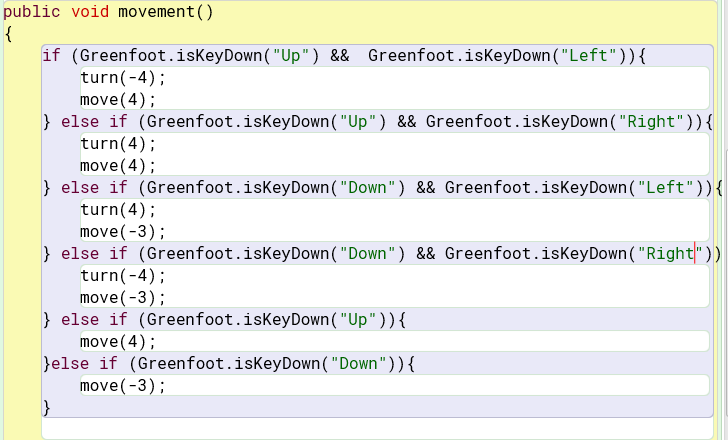 public void movement()
{
if (Greenfoot.isKeyDown("Up") &&  Greenfoot.isKeyDown("Left")){
turn(-4);
move(4);
} else if (Greenfoot.isKeyDown("Up") && Greenfoot.isKeyDown("Right")){
turn(4);
move(4);
} else if (Greenfoot.isKeyDown("Down") && Greenfoot.isKeyDown("Left")){
turn(4);
move(-3);
} else if (Greenfoot.isKeyDown("Down") && Greenfoot.isKeyDown("Right"))
turn(-4);
move(-3);
} else if (Greenfoot.isKeyDown("Up")){
move(4);
}else if (Greenfoot.isKeyDown("Down")){
move(-3);
}